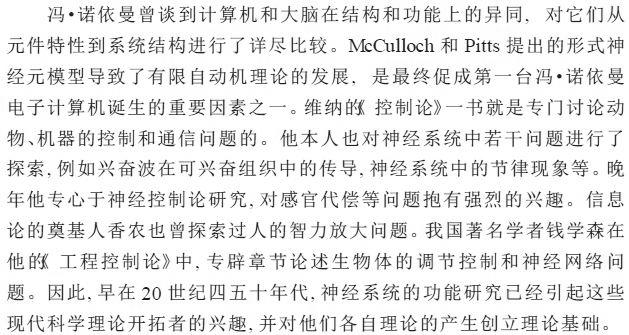 冯•诺依曼曾谈到计算机和大脑在结构和功能上的异同, 对它们从
元件特性到系统结构进行了详尽比较。McCulloch 和 Pitts 提出的形式神
经元模型导致了有限自动机理论的发展, 是最终促成第一台冯•诺依曼
电子计算机诞生的重要因素之一。维纳的《控制论》一书就是专门讨论动
物、机器的控制和通信问题的。他本人也对神经系统中若干问题进行了
探索, 例如兴奋波在可兴奋组织中的传导, 神经系统中的节律现象等。晚
年他专心于神经控制论研究, 对感官代偿等问题抱有强烈的兴趣。信息
论的奠基人香农也曾探索过人的智力放大问题。我国著名学者钱学森在
他的《工程控制论》中, 专辟章节论述生物体的调节控制和神经网络问
题。因此, 早在 20 世纪四五十年代, 神经系统的功能研究已经引起这些
现代科学理论开拓者的兴趣, 并对他们各自理论的产生创立理论基础。